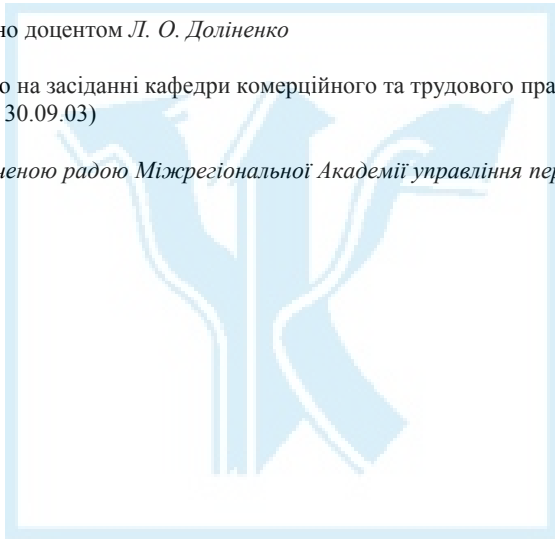 но доцентом Л. О. Доліненко
о на засіданні кафедри комерційного та трудового пра
30.09.03)
ченою радою Міжрегіональної Академії управління пер